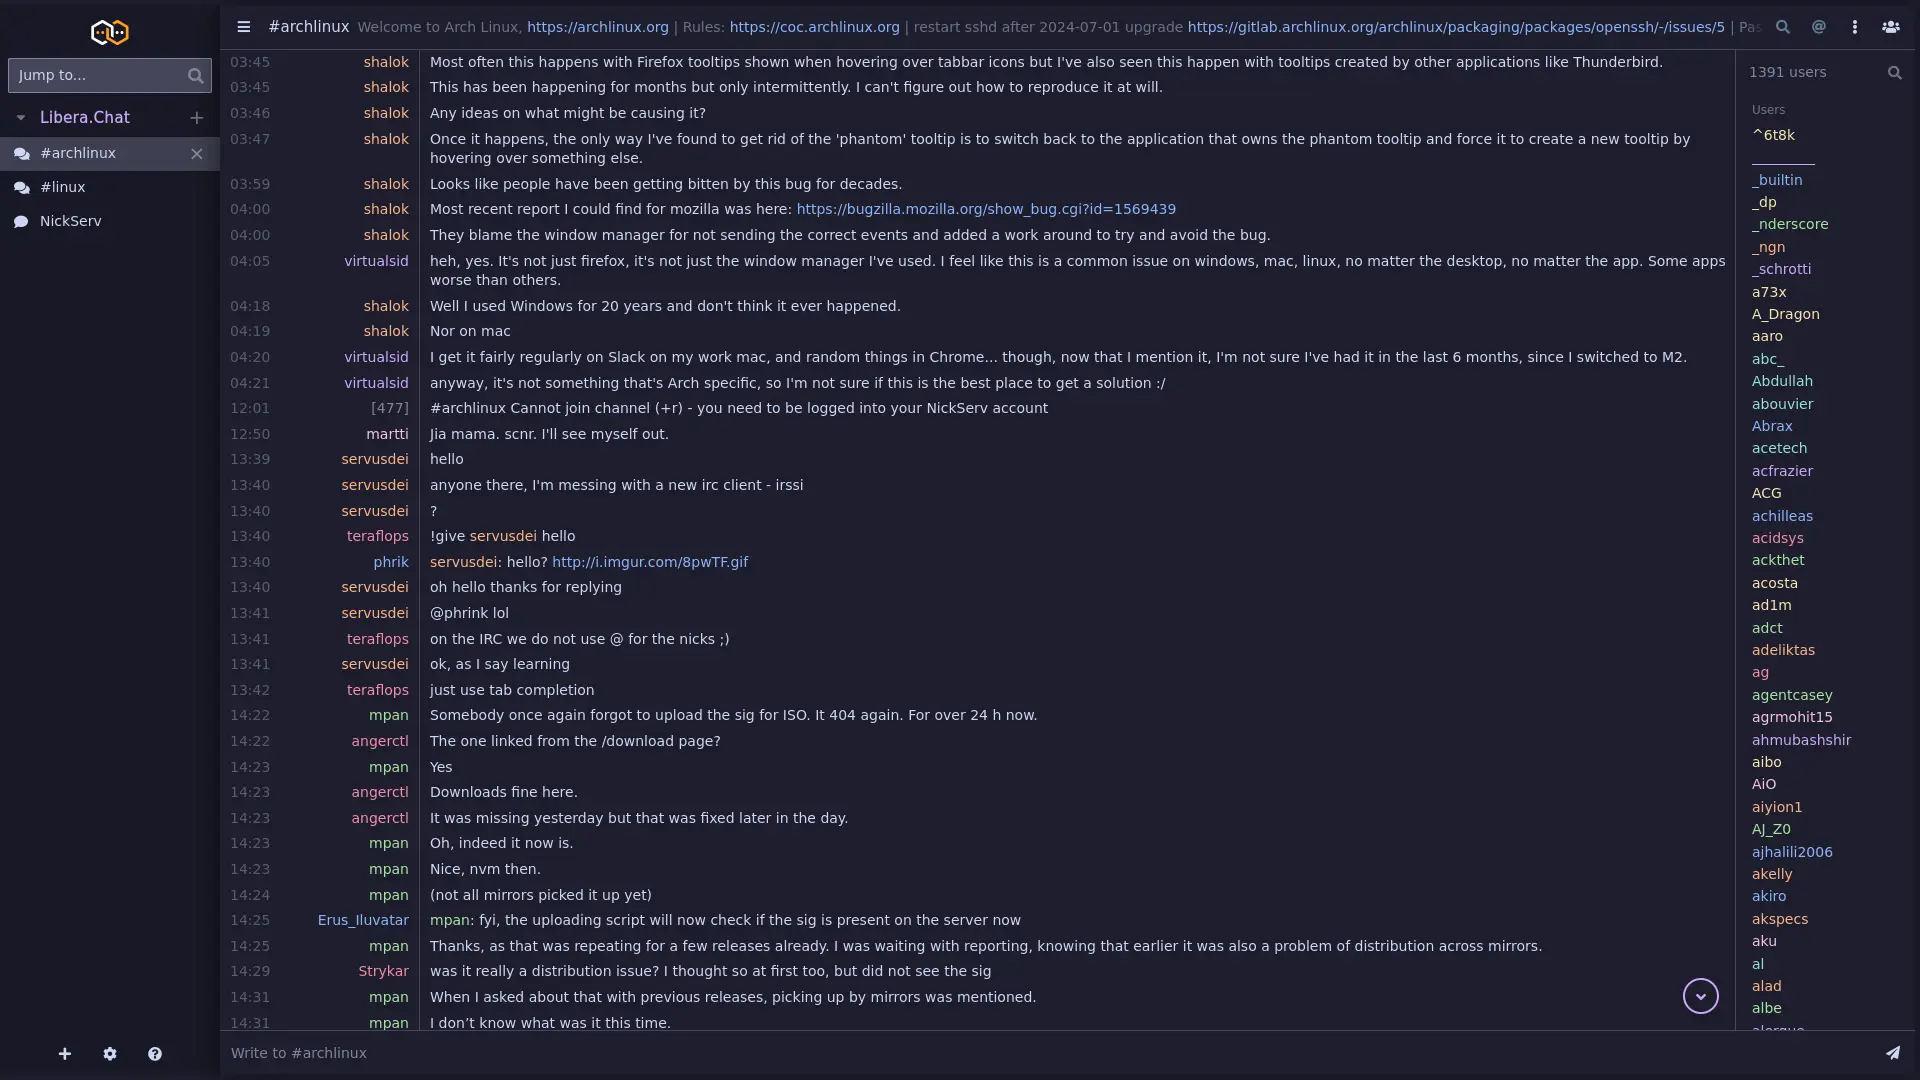 Jump to...
Libera.Chat
#archlinux
#linux
NickServ
#archlinux Welcome to Arch Linux, https://archlinux.org | Rules: https://coc.archlinux.org | restart sshd after 2024-07-01 upgrade https://gitlab.archlinux.org/archlinux/packaging/packages/openssh/-/issues/5 | Pas
03:45 shalok Most often this happens with Firefox tooltips shown when hovering over tabbar icons but I've also seen this happen with tooltips created by other applications like Thunderbird.
03:45 shalok This has been happening for months but only intermittently. I can't figure out how to reproduce it at will.
03:46 shalok Any ideas on what might be causing it?
03:47 shalok Once it happens, the only way I've found to get rid of the 'phantom' tooltip is to switch back to the application that owns the phantom tooltip and force it to create a new tooltip by
hovering over something else.
03:59 shalok Looks like people have been getting bitten by this bug for decades.
04:00 shalok Most recent report I could find for mozilla was here: https://bugzilla.mozilla.org/show_bug.cgi?id=1569439
04:00 shalok They blame the window manager for not sending the correct events and added a work around to try and avoid the bug.
04:05 virtualsid heh, yes. It's not just firefox, it's not just the window manager I've used. I feel like this is a common issue on windows, mac, linux, no matter the desktop, no matter the app. Some apps
worse than others.
04:18 shalok Well I used Windows for 20 years and don't think it ever happened.
04:19 shalok Nor on mac
04:20 virtualsid I get it fairly regularly on Slack on my work mac, and random things in Chrome... though, now that I mention it, I'm not sure I've had it in the last 6 months, since I switched to M2.
04:21 virtualsid anyway, it's not something that's Arch specific, so I'm not sure if this is the best place to get a solution :/
12:01 [477] #archlinux Cannot join channel (+r) - you need to be logged into your NickServ account
12:50 martti Jia mama. scnr. I'll see myself out.
13:39 servusdei hello
13:40 servusdei anyone there, I'm messing with a new irc client - irssi
13:40 servusdei ?
13:40 teraflops !give servusdei hello
13:40 phrik servusdei: hello? http://i.imgur.com/8pwTF.gif
13:40 servusdei oh hello thanks for replying
13:41 servusdei @phrink lol
13:41 teraflops on the IRC we do not use @ for the nicks ;)
13:41 servusdei ok, as I say learning
13:42 teraflops just use tab completion
14:22 mpan Somebody once again forgot to upload the sig for ISO. It 404 again. For over 24 h now.
14:22 angerctl The one linked from the /download page?
14:23 mpan Yes
14:23 angerctl Downloads fine here.
14:23 angerctl It was missing yesterday but that was fixed later in the day.
14:23 mpan Oh, indeed it now is.
14:23 mpan Nice, nvm then.
14:24 mpan (not all mirrors picked it up yet)
14:25 Erus_Iluvatar mpan: fyi, the uploading script will now check if the sig is present on the server now
14:25 mpan Thanks, as that was repeating for a few releases already. I was waiting with reporting, knowing that earlier it was also a problem of distribution across mirrors.
14:29 Strykar was it really a distribution issue? I thought so at first too, but did not see the sig
14:31 mpan When I asked about that with previous releases, picking up by mirrors was mentioned.
14:31 mpan I don’t know what was it this time.
Write to #archlinux
1391 users
Users
^6t8k
_________
_builtin
_dp
_nderscore
_ngn
_schrotti
a73x
A_Dragon
aaro
abc_
Abdullah
abouvier
Abrax
acetech
acfrazier
ACG
achilleas
acidsys
ackthet
acosta
ad1m
adct
adeliktas
ag
agentcasey
agrmohit15
ahmubashshir
aibo
AiO
aiyion1
AJ_Z0
ajhalili2006
akelly
akiro
akspecs
aku
al
alad
albe